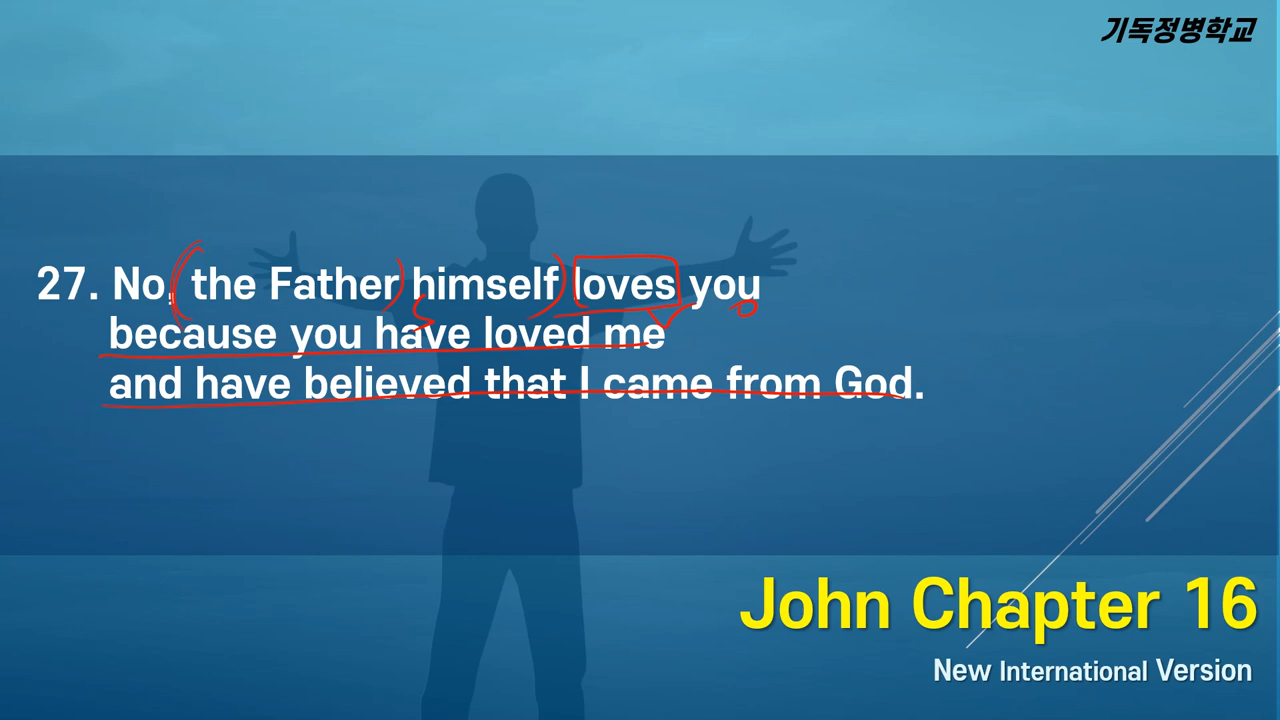 기독정병학교
27. No, the Father himself loves you
because you have loved me
and have believed that I came from God.
John Chapter 16
New International Version